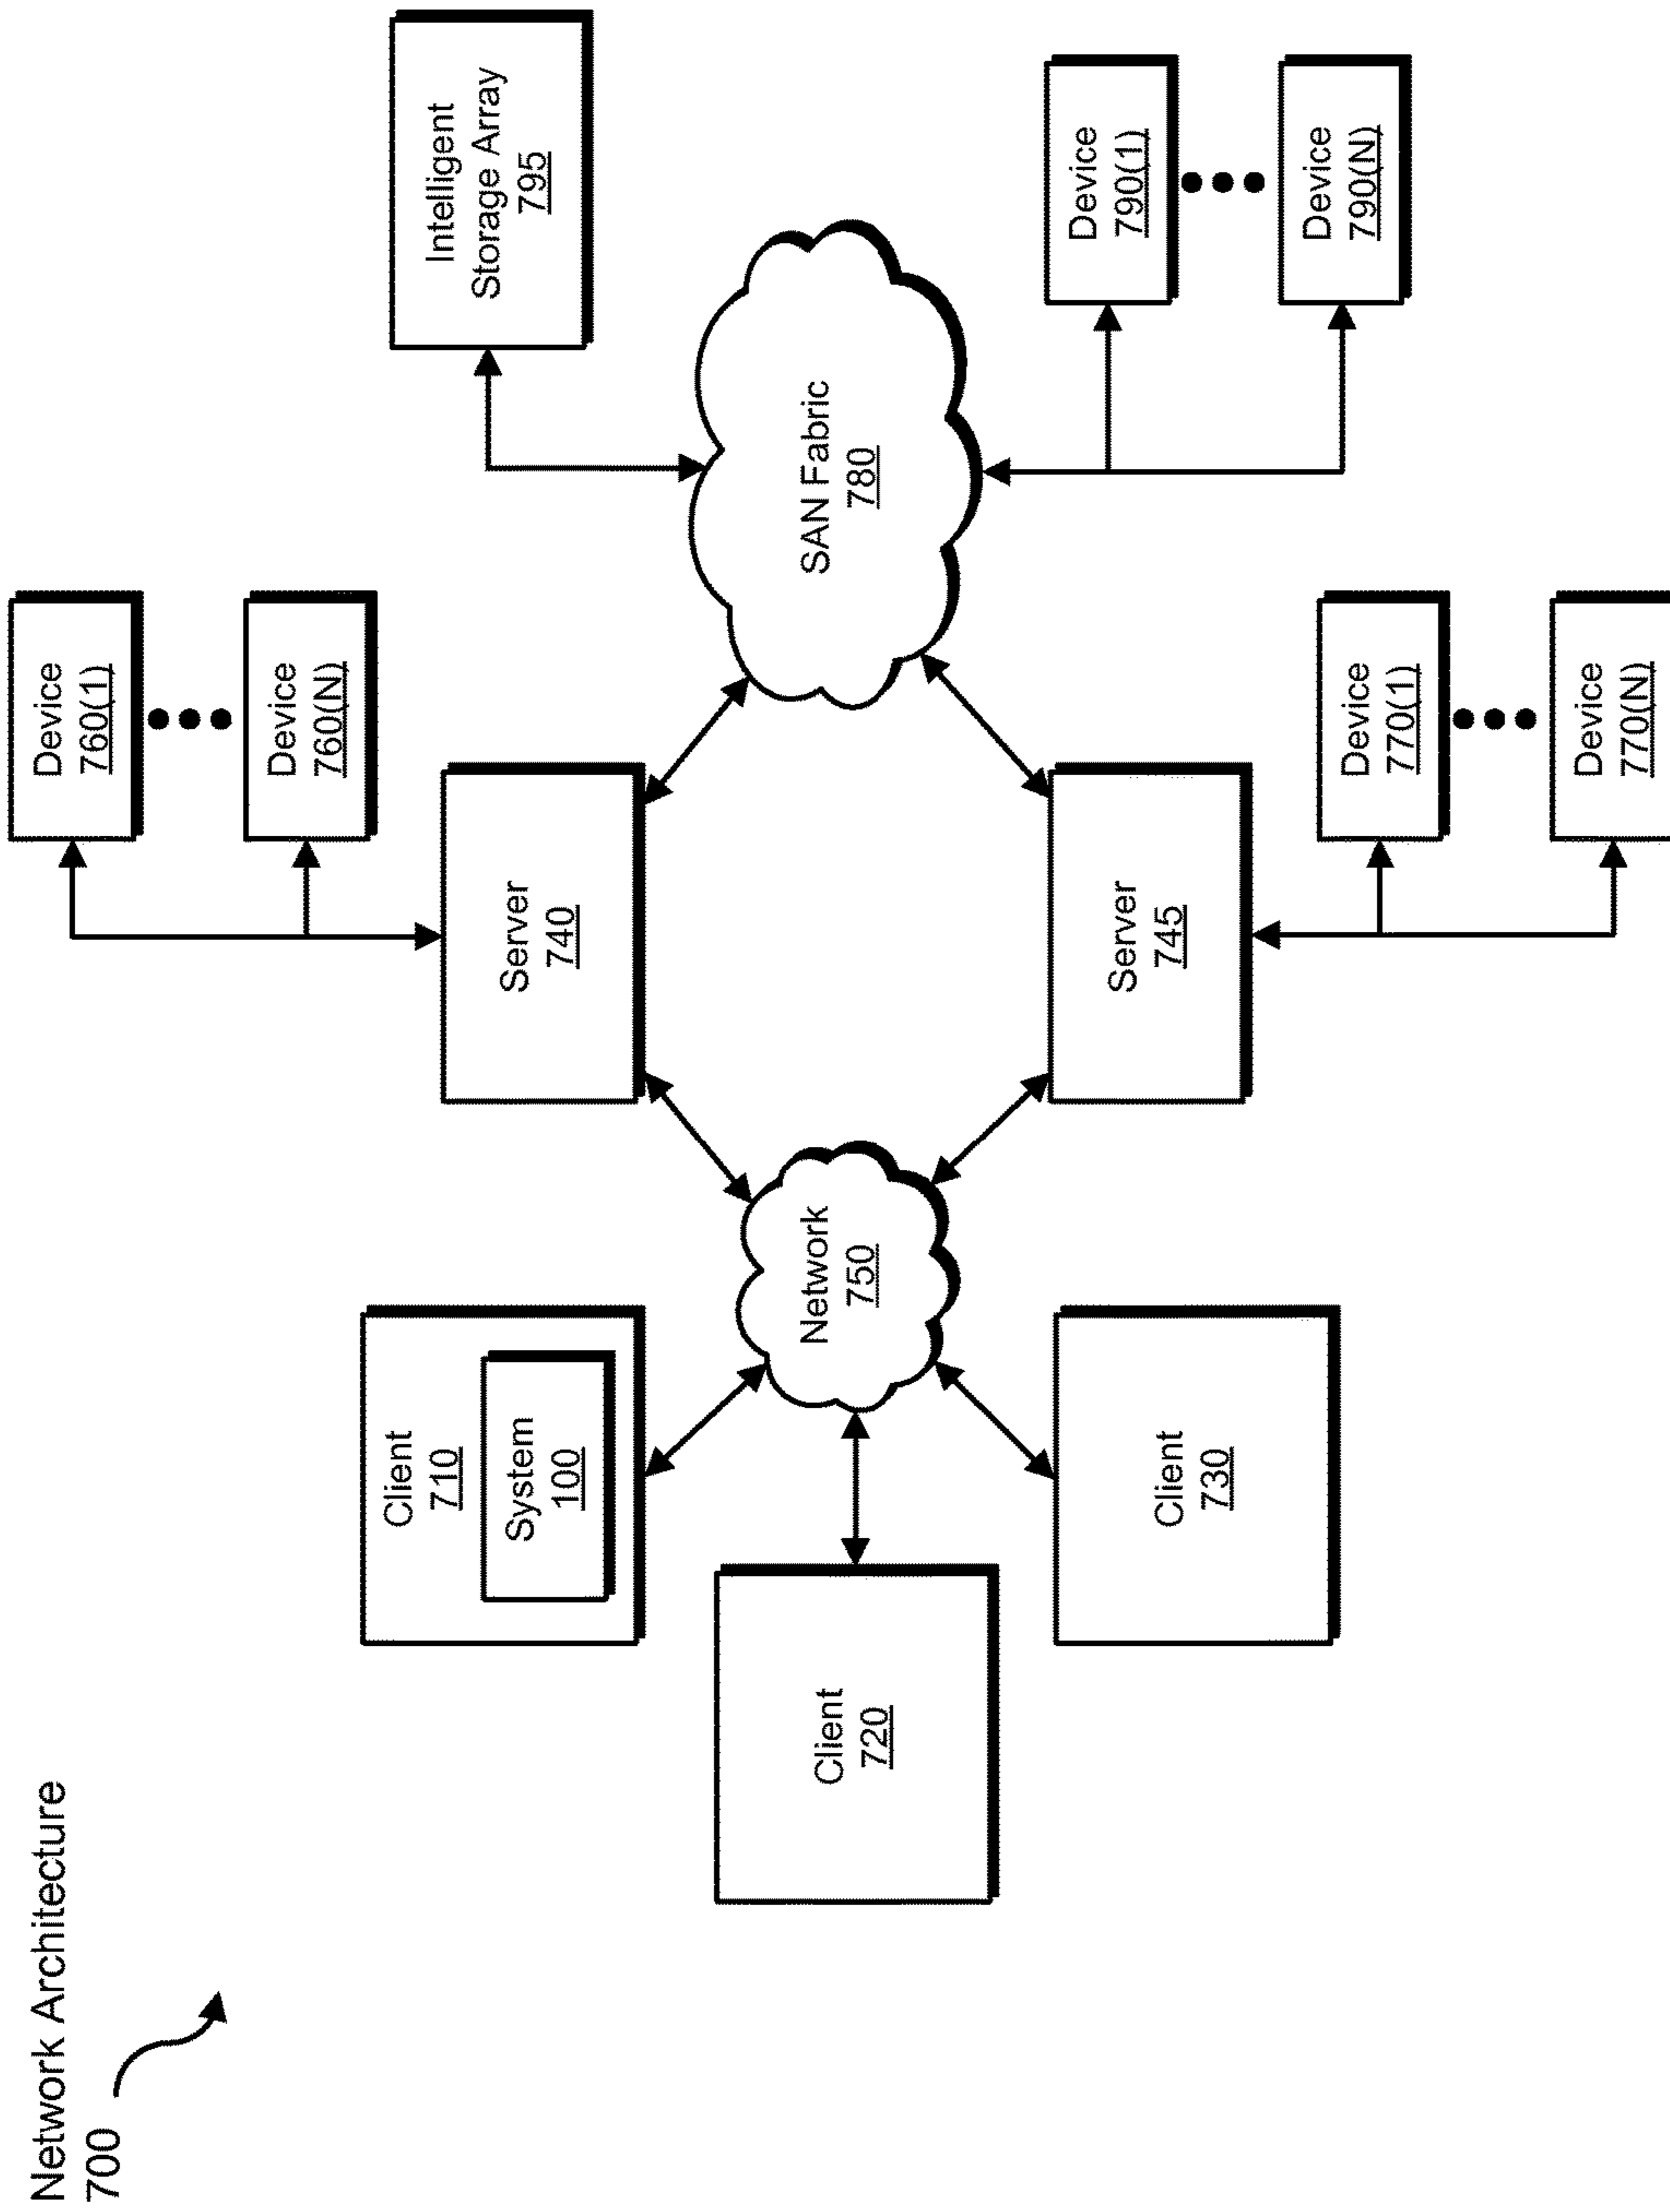 Network Architecture
700
Client
710
System
100
Client
720
Client
730
Network
750
Server
740
Server
745
Device
760(1)
Device
760(N)
Device
770(1)
Device
770(N)
SAN Fabric
780
Intelligent
Storage Array
795
Device
790(1)
Device
790(N)